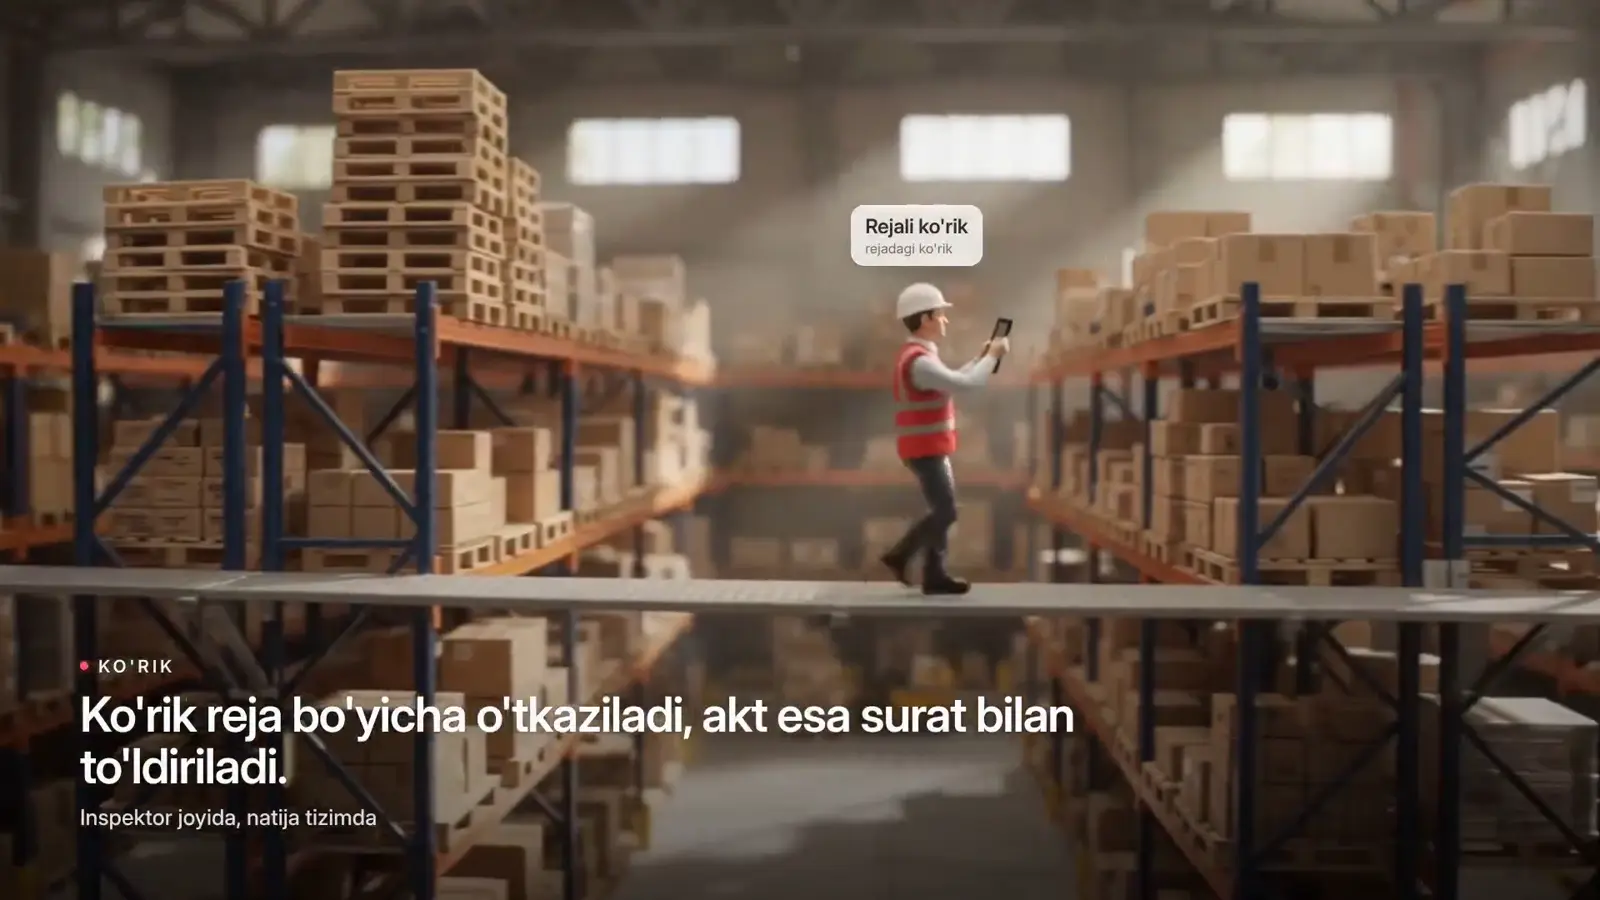 Rejali ko'rik
rejadagi ko'rik
KO'RIK
Ko'rik reja bo'yicha o'tkaziladi, akt esa surat bilan
to'ldiriladi.
Inspektor joyida, natija tizimda